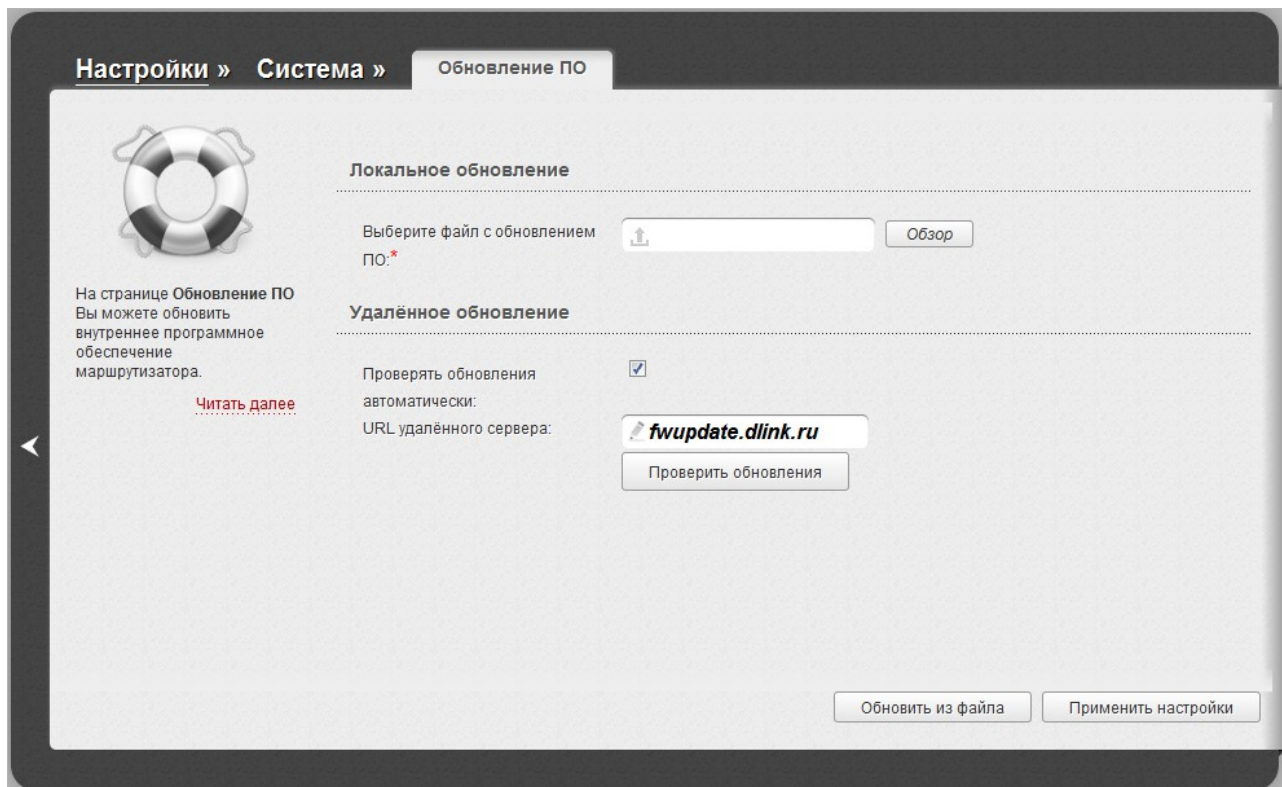 Настройки » Система » Обновление ПО
Локальное обновление
Выберите файл с обновлением
ПО:*
Обзор
На странице Обновление ПО
Вы можете обновить
внутреннее программное
обеспечение
маршрутизатора.
Читать далее
Удалённое обновление
Проверять обновления
автоматически:
URL удалённого сервера:
fwupdate.dlink.ru
Проверить обновления
Обновить из файла
Применить настройки